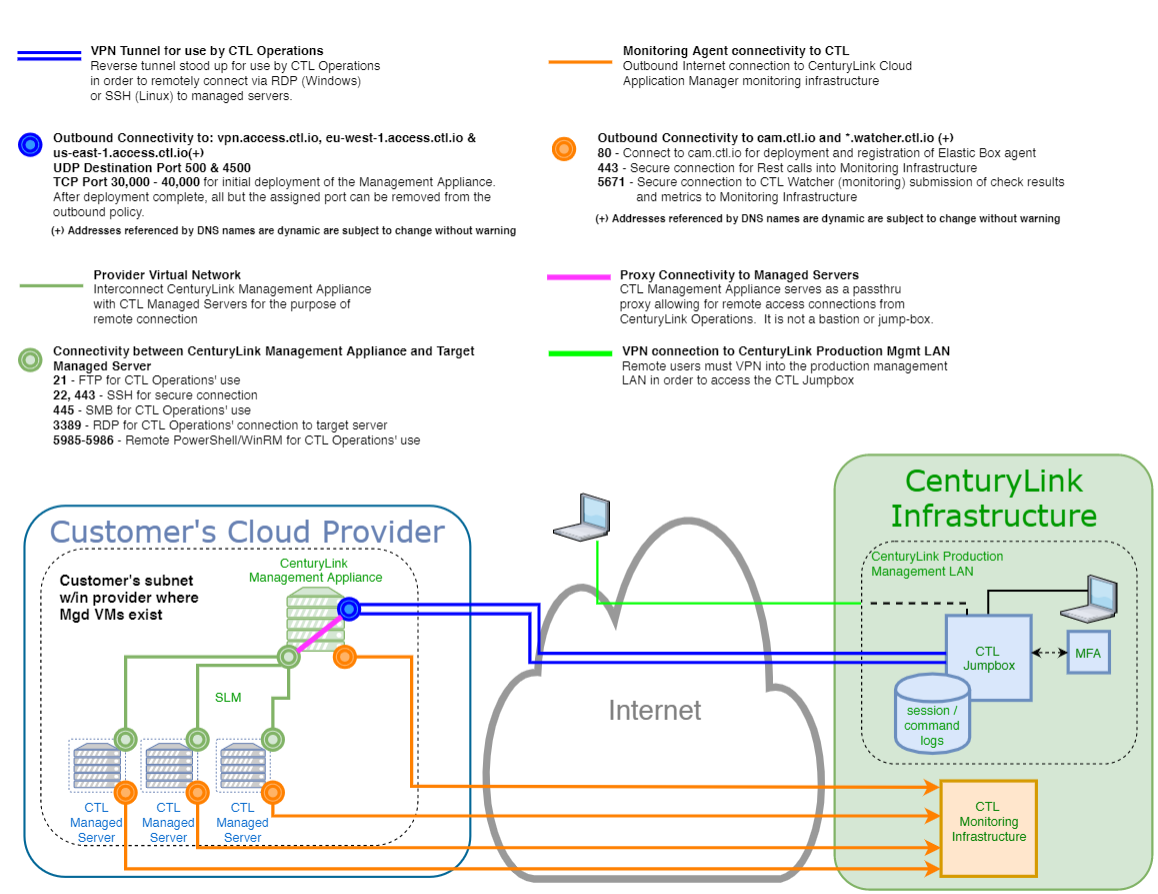 VPN Tunnel for use by CTL Operations
Reverse tunnel stood up for use by CTL Operations
in order to remotely connect via RDP (Windows)
or SSH (Linux) to managed servers.
Monitoring Agent connectivity to CTL
Outbound Internet connection to CenturyLink Cloud
Application Manager monitoring infrastructure
Outbound Connectivity to: vpn.access.ctl.io, eu-west-1.access.ctl.io &
us-east-1.access.ctl.io(+)
UDP Destination Port 500 & 4500
TCP Port 30,000 - 40,000 for initial deployment of the Management Appliance.
After deployment complete, all but the assigned port can be removed from the
outbound policy.
(+) Addresses referenced by DNS names are dynamic are subject to change without warning
Outbound Connectivity to cam.ctl.io and *.watcher.ctl.io (+)
80 - Connect to cam.ctl.io for deployment and registration of Elastic Box agent
443 - Secure connection for Rest calls into Monitoring Infrastructure
5671 - Secure connection to CTL Watcher (monitoring) submission of check results
and metrics to Monitoring Infrastructure
(+) Addresses referenced by DNS names are dynamic are subject to change without warning
Provider Virtual Network
Interconnect CenturyLink Management Appliance
with CTL Managed Servers for the purpose of
remote connection
Proxy Connectivity to Managed Servers
CTL Management Appliance serves as a passthru
proxy allowing for remote access connections from
CenturyLink Operations. It is not a bastion or jump-box.
Connectivity between CenturyLink Management Appliance and Target
Managed Server
21 - FTP for CTL Operations' use
22, 443 - SSH for secure connection
445 - SMB for CTL Operations' use
3389 - RDP for CTL Operations' connection to target server
5985-5986 - Remote PowerShell/WinRM for CTL Operations' use
VPN connection to CenturyLink Production Mgmt LAN
Remote users must VPN into the production management
LAN in order to access the CTL Jumpbox
Customer's Cloud Provider
Customer's subnet
w/in provider where
Mgd VMs exist
CenturyLink
Management Appliance
SLM
CTL
Managed
Server
CTL
Managed
Server
CTL
Managed
Server
Internet
CenturyLink
Infrastructure
CenturyLink Production
Management LAN
CTL
Jumpbox
MFA
session /
command
logs
CTL
Monitoring
Infrastructure